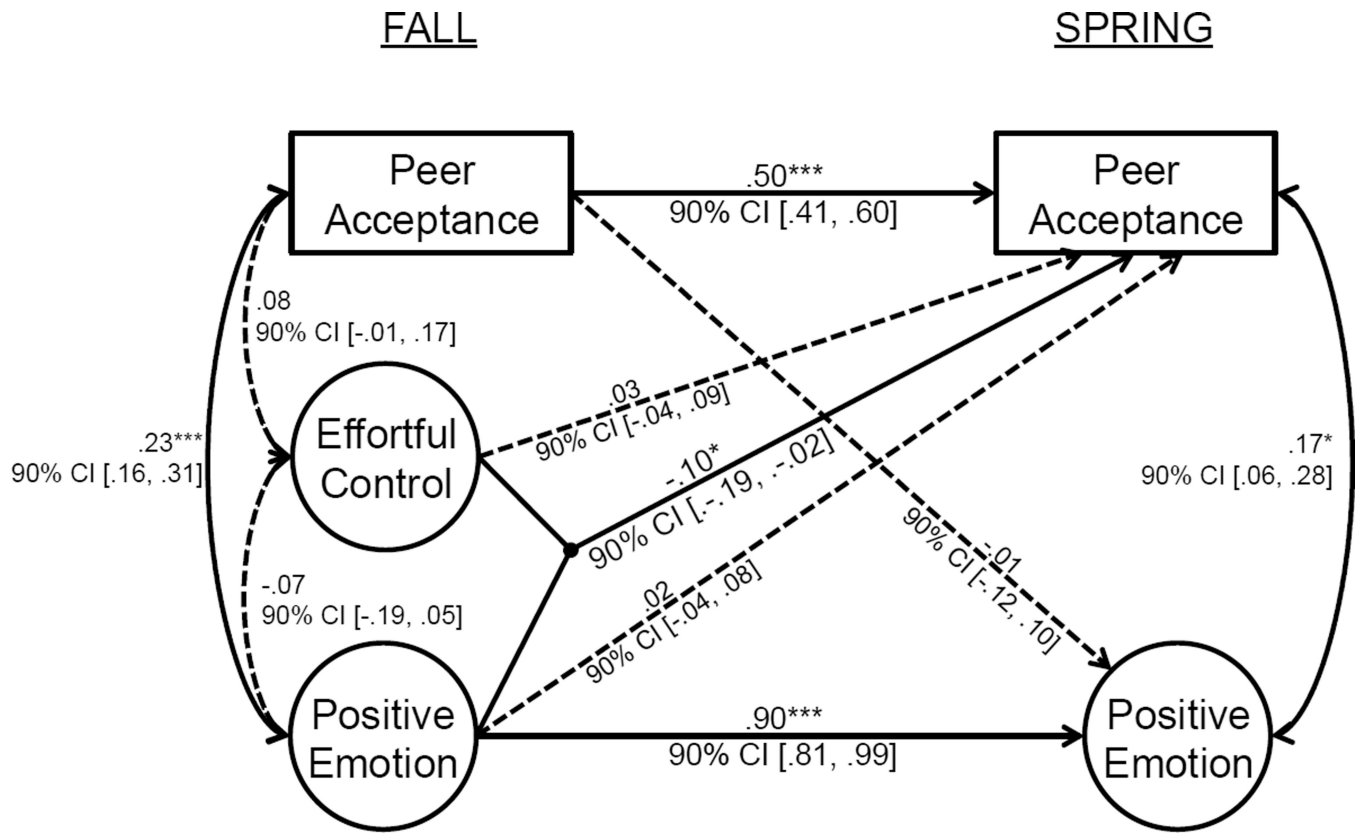 FALL
SPRING
Peer
Acceptance
.50***
90% CI [.41, .60]
Peer
Acceptance
.08
90% CI [-.01, .17]
Effortful
Control
.03
90% CI [-.04, .09]
-.10*
90% CI [.-.19, -.02]
.23***
90% CI [.16, .31]
.17*
90% CI [.06, .28]
-.01
90% CI [-.12, .10]
-.07
90% CI [-.19, .05]
.02
90% CI [-.04, .08]
Positive
Emotion
.90***
90% CI [.81, .99]
Positive
Emotion